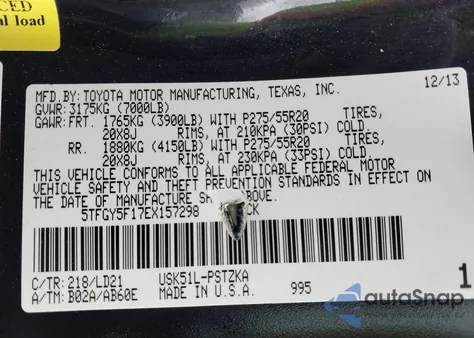 CED
al load
12/13
MFD.BY:TOYOTA MOTOR MANUFACTURING, TEXAS, INC.
GVWR: 3175KG (7000LB)
GAWR:FRT. 1765KG (3900LB) WITH P275/55R20 TIRES,
20X8J RIMS, AT 210KPA (30PSI) COLD.
RR. 1880KG (4150LB) WITH P275/55R20 TIRES,
20X8J RIMS, AT 230KPA (33PSI) COLD.
THIS VEHICLE CONFORMS TO ALL APPLICABLE FEDERAL MOTOR
VEHICLE SAFETY AND THEFT PREVENTION STANDARDS IN EFFECT ON
THE DATE OF MANUFACTURE SH ABOVE.
5TFGY5F17EX157298 CK
C/TR: 218/LD21 USK51L-PSTZKA 1
A/TM: B02A/AB60E MADE IN U.S.A. 995
autoSnap